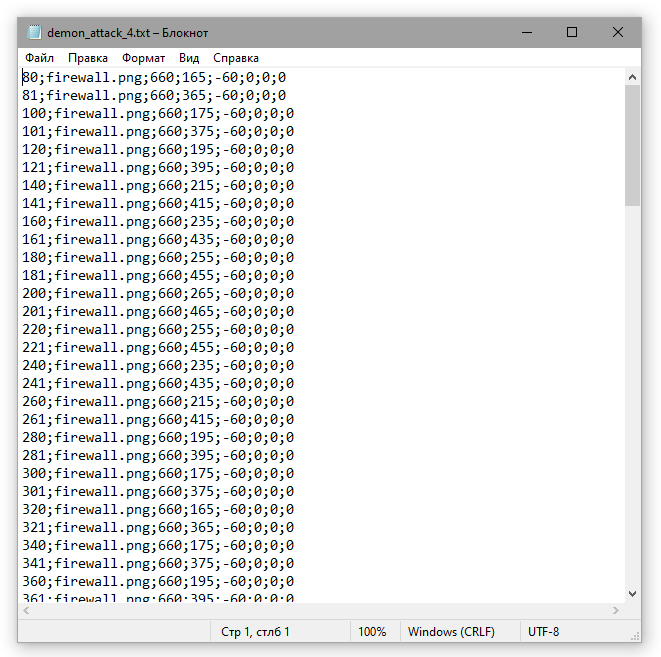 demon_attack_4.txt – Блокнот
Файл Правка Формат Вид Справка
80;firewall.png;660;165;-60;0;0;0
81;firewall.png;660;365;-60;0;0;0
100;firewall.png;660;175;-60;0;0;0
101;firewall.png;660;375;-60;0;0;0
120;firewall.png;660;195;-60;0;0;0
121;firewall.png;660;395;-60;0;0;0
140;firewall.png;660;215;-60;0;0;0
141;firewall.png;660;415;-60;0;0;0
160;firewall.png;660;235;-60;0;0;0
161;firewall.png;660;435;-60;0;0;0
180;firewall.png;660;255;-60;0;0;0
181;firewall.png;660;455;-60;0;0;0
200;firewall.png;660;265;-60;0;0;0
201;firewall.png;660;465;-60;0;0;0
220;firewall.png;660;255;-60;0;0;0
221;firewall.png;660;455;-60;0;0;0
240;firewall.png;660;235;-60;0;0;0
241;firewall.png;660;435;-60;0;0;0
260;firewall.png;660;215;-60;0;0;0
261;firewall.png;660;415;-60;0;0;0
280;firewall.png;660;195;-60;0;0;0
281;firewall.png;660;395;-60;0;0;0
300;firewall.png;660;175;-60;0;0;0
301;firewall.png;660;375;-60;0;0;0
320;firewall.png;660;165;-60;0;0;0
321;firewall.png;660;365;-60;0;0;0
340;firewall.png;660;175;-60;0;0;0
341;firewall.png;660;375;-60;0;0;0
360;firewall.png;660;195;-60;0;0;0
361;firewall.png;660;395;-60;0;0;0
Стр 1, стлб 1 100% Windows (CRLF) UTF-8